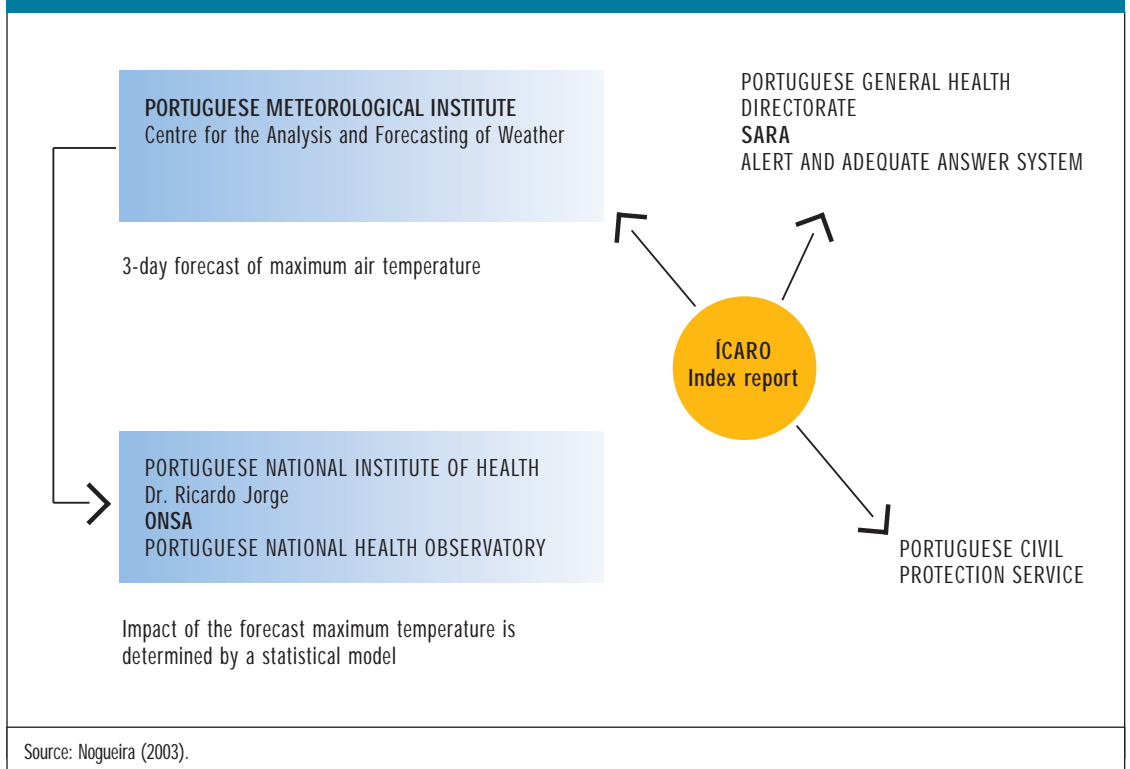 PORTUGUESE METEOROLOGICAL INSTITUTE
Centre for the Analysis and Forecasting of Weather
3-day forecast of maximum air temperature
PORTUGUESE GENERAL HEALTH
DIRECTORATE
SARA
ALERT AND ADEQUATE ANSWER SYSTEM
ÍCARO
Index report
PORTUGUESE NATIONAL INSTITUTE OF HEALTH
Dr. Ricardo Jorge
ONSA
PORTUGUESE NATIONAL HEALTH OBSERVATORY
Impact of the forecast maximum temperature is
determined by a statistical model
PORTUGUESE CIVIL
PROTECTION SERVICE
Source: Nogueira (2003).